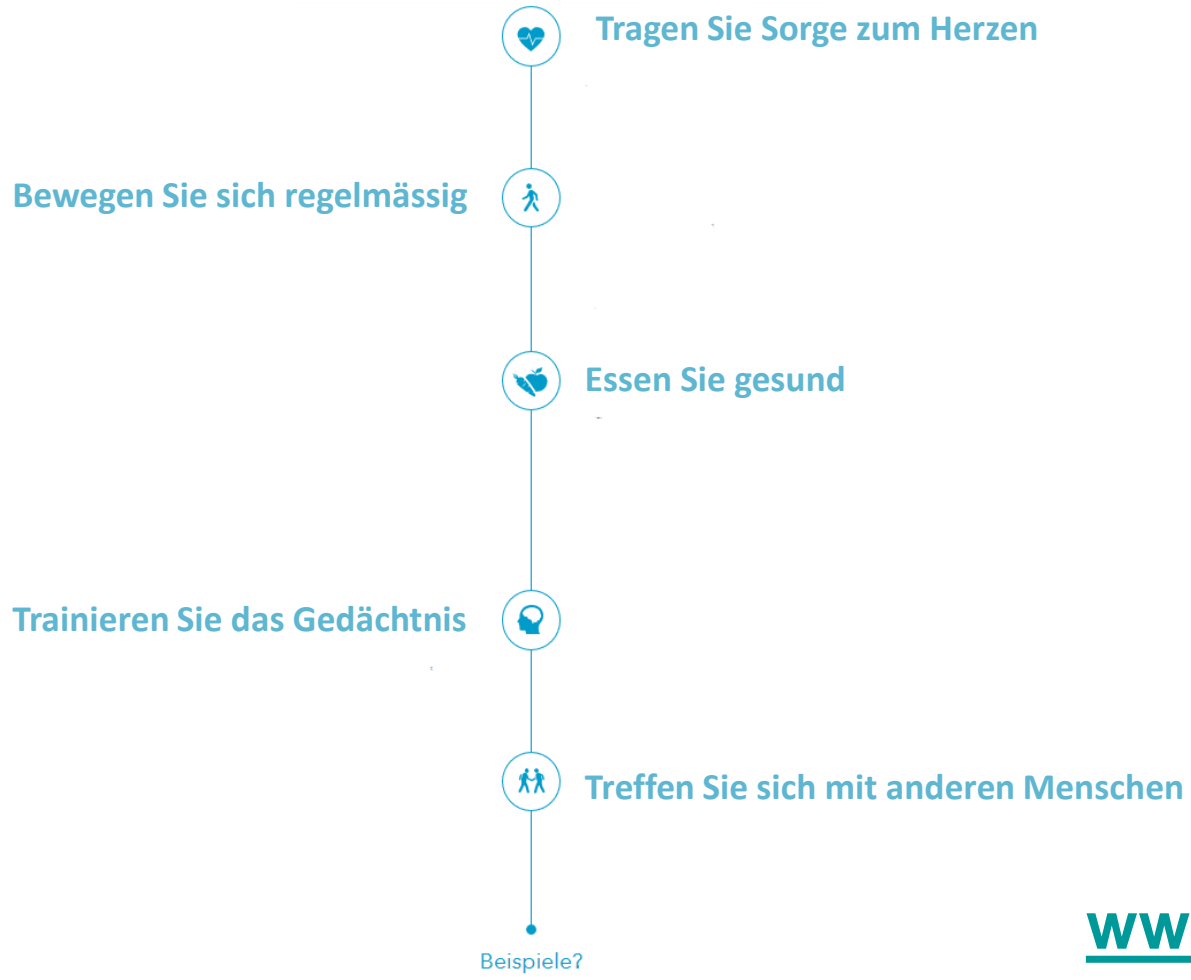 Tragen Sie Sorge zum Herzen
Bewegen Sie sich regelmässig
Essen Sie gesund
Trainieren Sie das Gedächtnis
Treffen Sie sich mit anderen Menschen
Beispiele?
ww